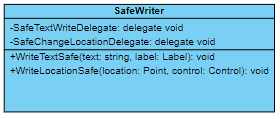 SafeWriter
-SafeTextWriteDelegate: delegate void
-SafeChangeLocationDelegate: delegate void
+WriteTextSafe(text: string, label: Label): void
+WriteLocationSafe(location: Point, control: Control): void